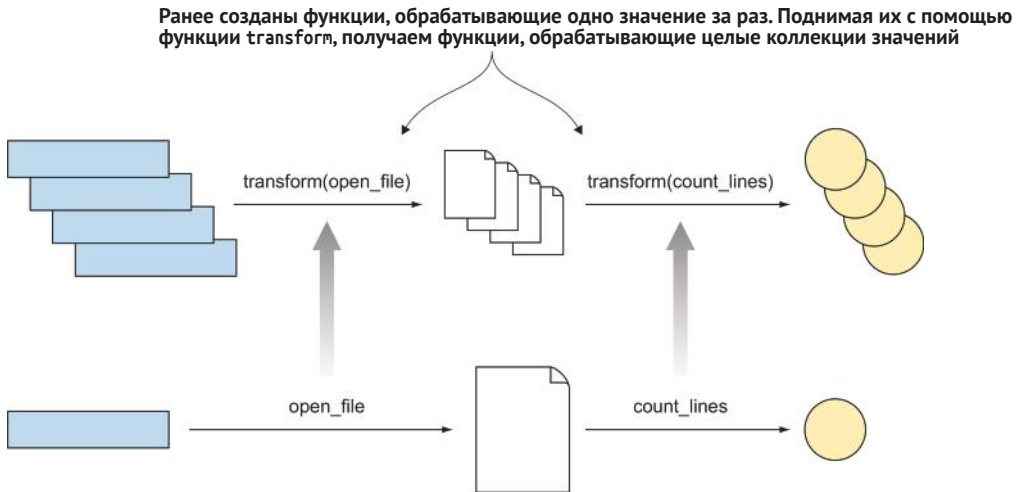 Ранее созданы функции, обрабатывающие одно значение за раз. Поднимая их с помощью
функции transform, получаем функции, обрабатывающие целые коллекции значений
transform(open_file)
transform(count_lines)
open_file
count_lines